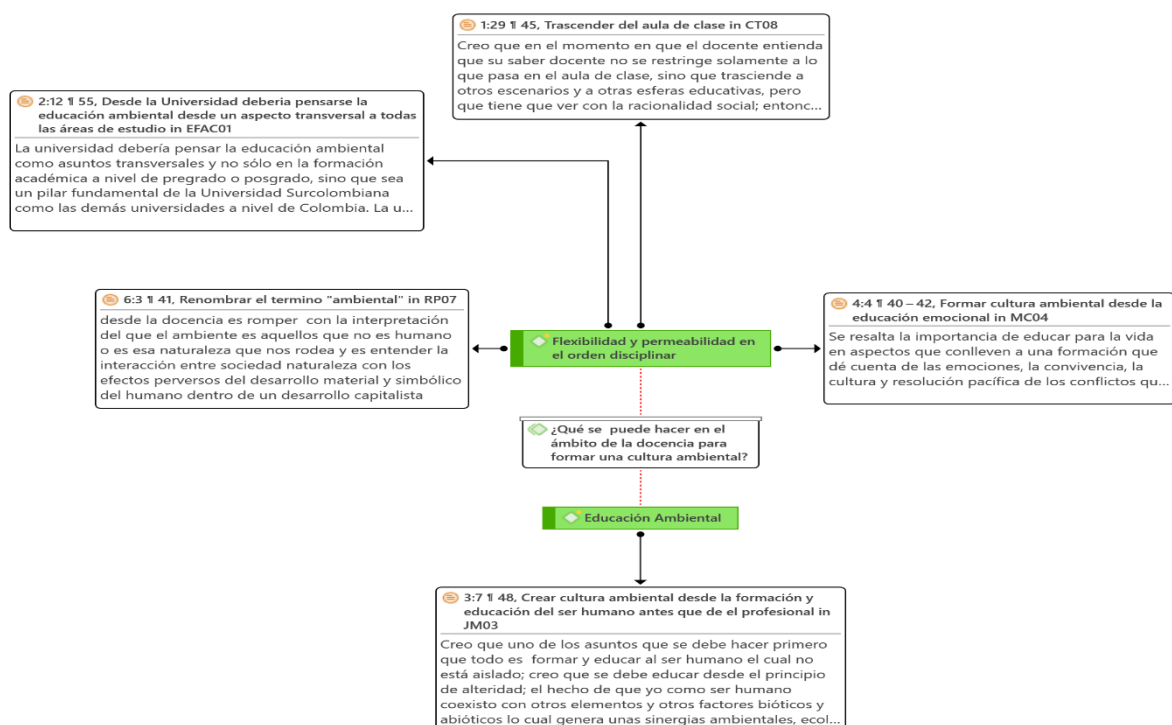 1:29 ¶ 45, Trascender del aula de clase in CT08
Creo que en el momento en que el docente entienda
que su saber docente no se restringe solamente a lo
que pasa en el aula de clase, sino que trasciende a
otros escenarios y a otras esferas educativas, pero
que tiene que ver con la racionalidad social; entonc...
2:12 ¶ 55, Desde la Universidad deberia pensarse la
educación ambiental desde un aspecto transversal a todas
las áreas de estudio in EFAC01
La universidad debería pensar la educación ambiental
como asuntos transversales y no sólo en la formación
académica a nivel de pregrado o posgrado, sino que sea
un pilar fundamental de la Universidad Surcolombiana
como las demás universidades a nivel de Colombia. La u...
6:3 ¶ 41, Renombrar el termino "ambiental" in RP07
desde la docencia es romper  con la interpretación
del que el ambiente es aquellos que no es humano
o es esa naturaleza que nos rodea y es entender la
interacción entre sociedad naturaleza con los
efectos perversos del desarrollo material y simbólico
del humano dentro de un desarrollo capitalista
Flexibilidad y permeabilidad en
el orden disciplinar
4:4 ¶ 40 – 42, Formar cultura ambiental desde la
educación emocional in MC04
Se resalta la importancia de educar para la vida
en aspectos que conlleven a una formación que
dé cuenta de las emociones, la convivencia, la
cultura y resolución pacífica de los conflictos qu...
¿Qué se  puede hacer en el
ámbito de la docencia para
formar una cultura ambiental?
Educación Ambiental
3:7 ¶ 48, Crear cultura ambiental desde la formación y
educación del ser humano antes que de el profesional in
JM03
Creo que uno de los asuntos que se debe hacer primero
que todo es  formar y educar al ser humano el cual no
está aislado; creo que se debe educar desde el principio
de alteridad; el hecho de que yo como ser humano
coexisto con otros elementos y otros factores bióticos y
abióticos lo cual genera unas sinergias ambientales, ecol...